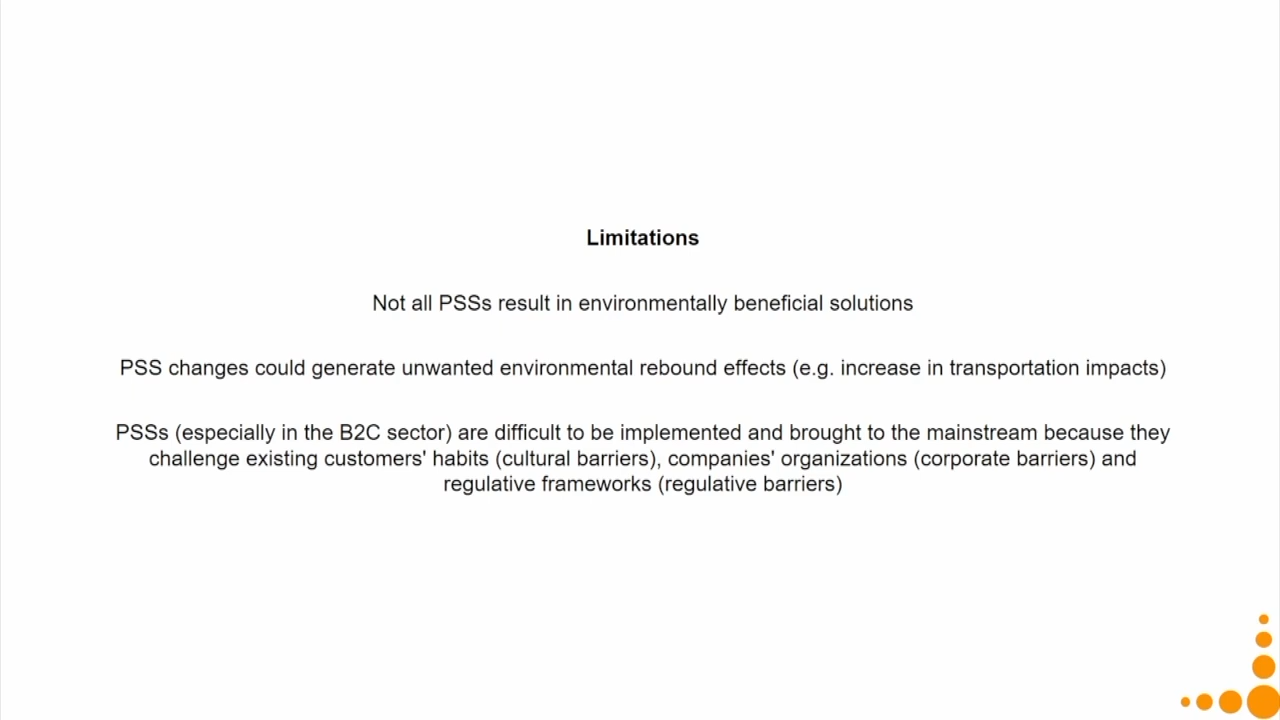 Limitations
Not all PSSs result in environmentally beneficial solutions
PSS changes could generate unwanted environmental rebound effects (e.g. increase in transportation impacts)
PSSs (especially in the B2C sector) are difficult to be implemented and brought to the mainstream because they
challenge existing customers' habits (cultural barriers), companies' organizations (corporate barriers) and
regulative frameworks (regulative barriers)